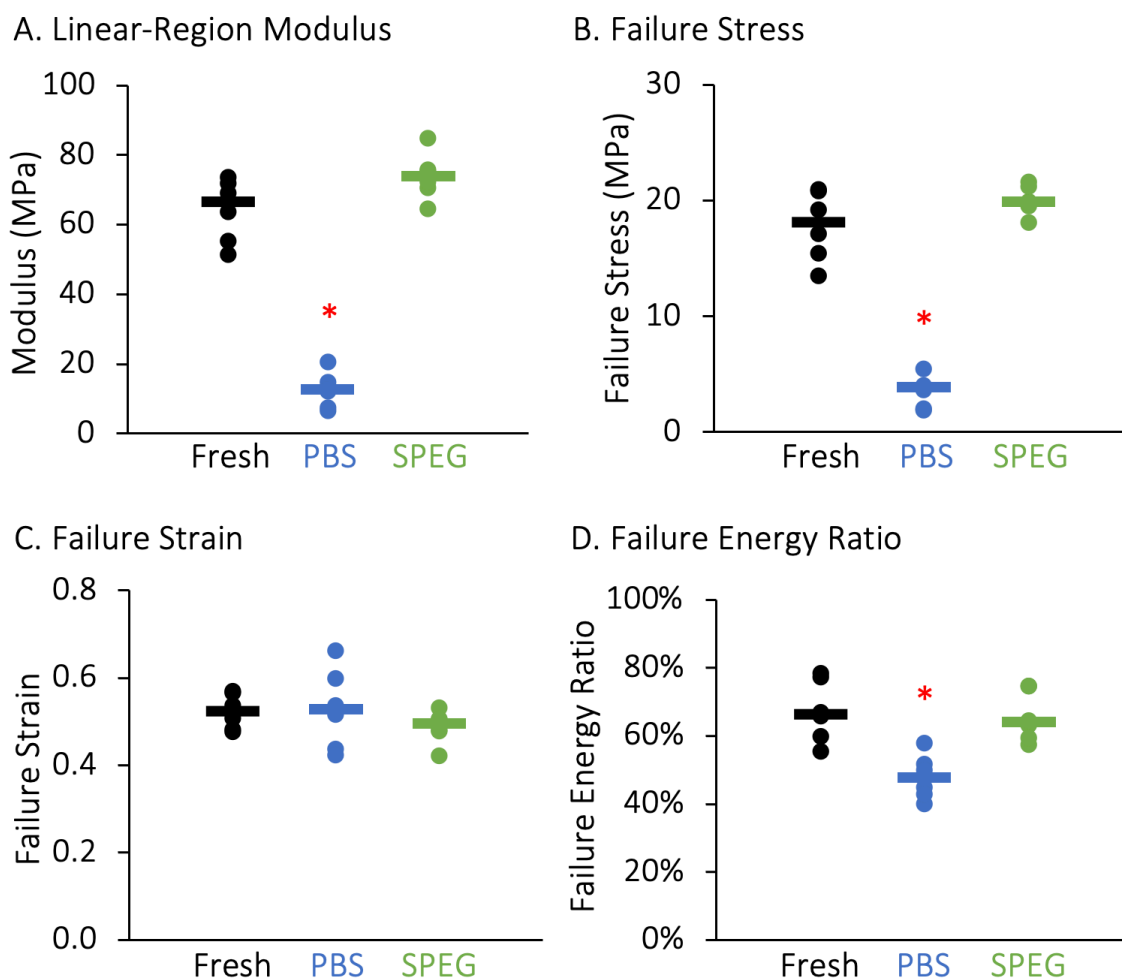 A. Linear-Region Modulus
Modulus (MPa)
100
80
60
40
20
0
*
Fresh PBS SPEG
B. Failure Stress
Failure Stress (MPa)
30
20
10
0
*
Fresh PBS SPEG
C. Failure Strain
Failure Strain
0.8
0.6
0.4
0.2
0.0
Fresh PBS SPEG
D. Failure Energy Ratio
Failure Energy Ratio
100%
80%
60%
40%
20%
0%
*
Fresh PBS SPEG